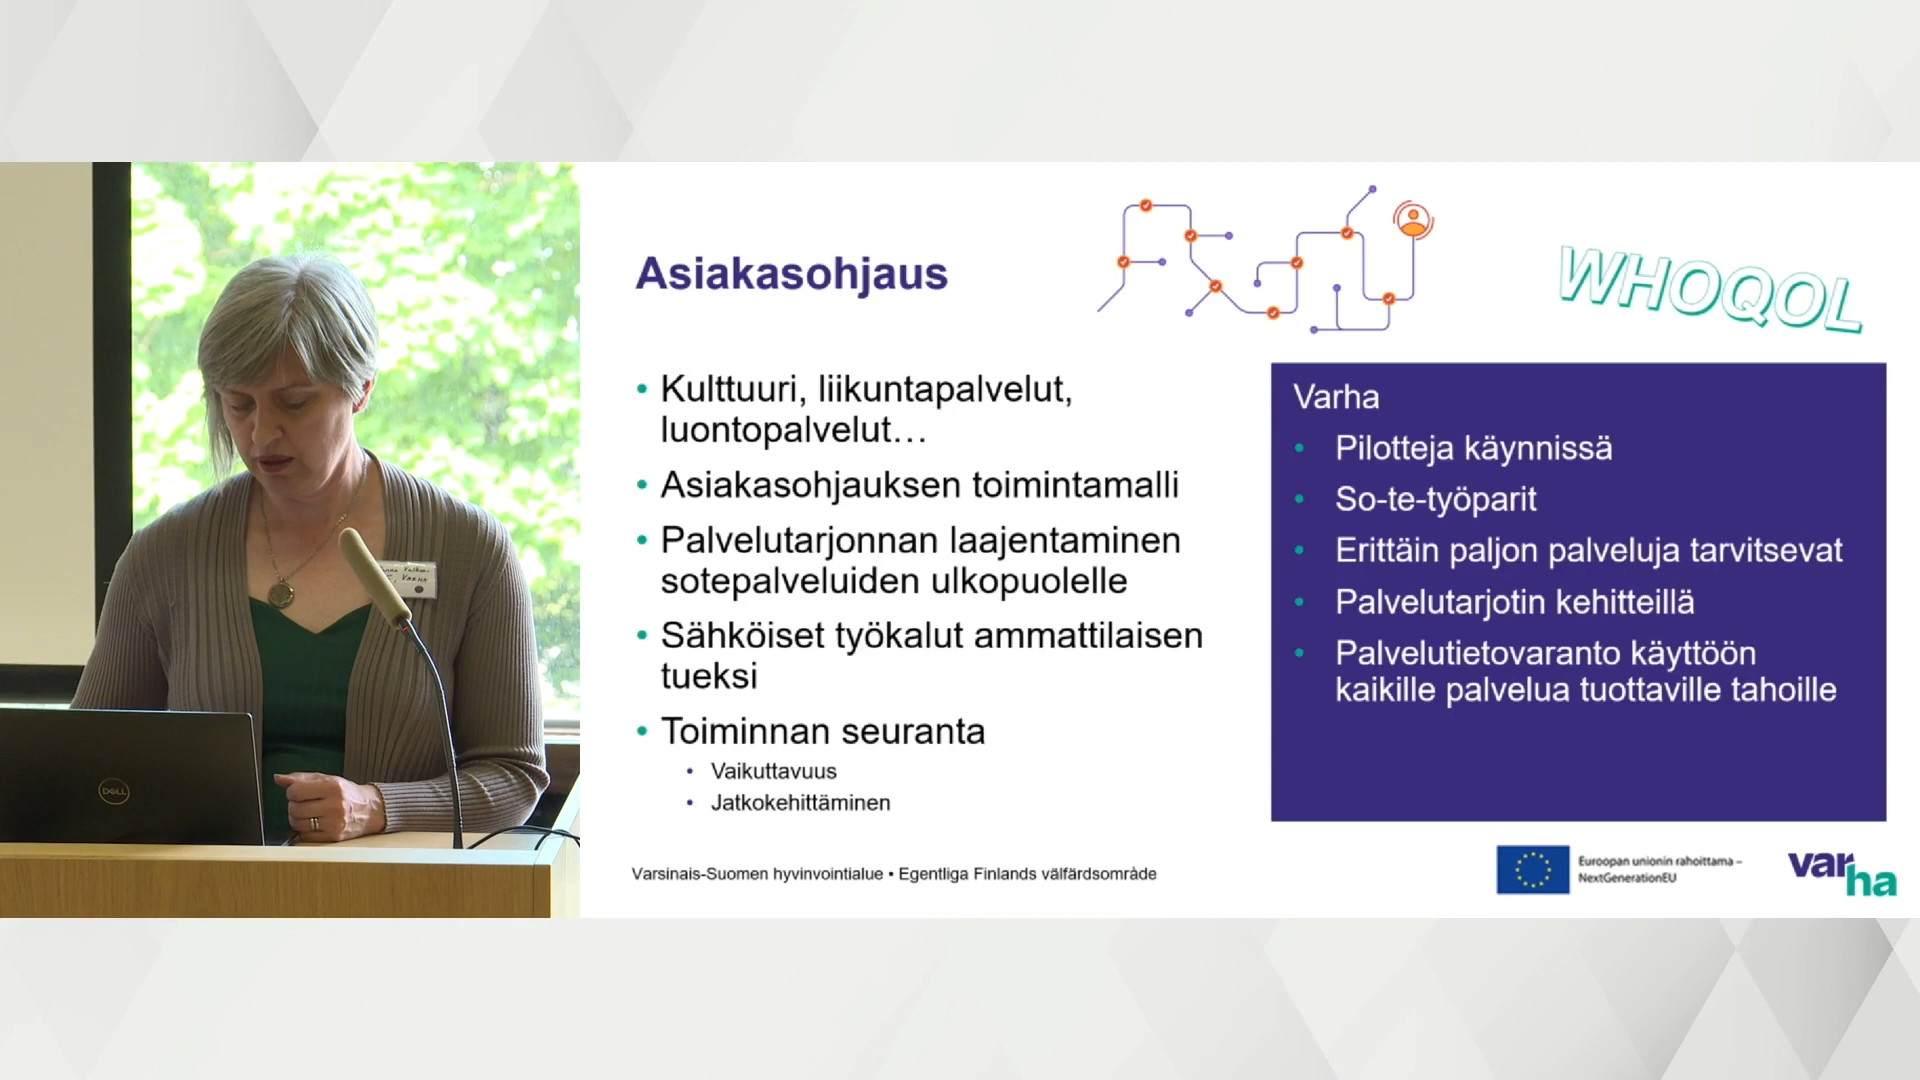 Asiakasohjaus
WHOQOL
• Kulttuuri, liikuntapalvelut,
luontopalvelut…
• Asiakasohjauksen toimintamalli
• Palvelutarjonnan laajentaminen
sotepalveluiden ulkopuolelle
• Sähköiset työkalut ammattilaisen
tueksi
• Toiminnan seuranta
• Vaikuttavuus
• Jatkokehittäminen
Varha
• Pilotteja käynnissä
• So-te-työparit
• Erittäin paljon palveluja tarvitsevat
• Palvelutarjotin kehitteillä
• Palvelutietovaranto käyttöön
kaikille palvelua tuottaville tahoille
Varsinais-Suomen hyvinvointialue • Egentliga Finlands välfärdsområde
Euroopan unionin rahoittama –
NextGenerationEU
var
ha
DELL